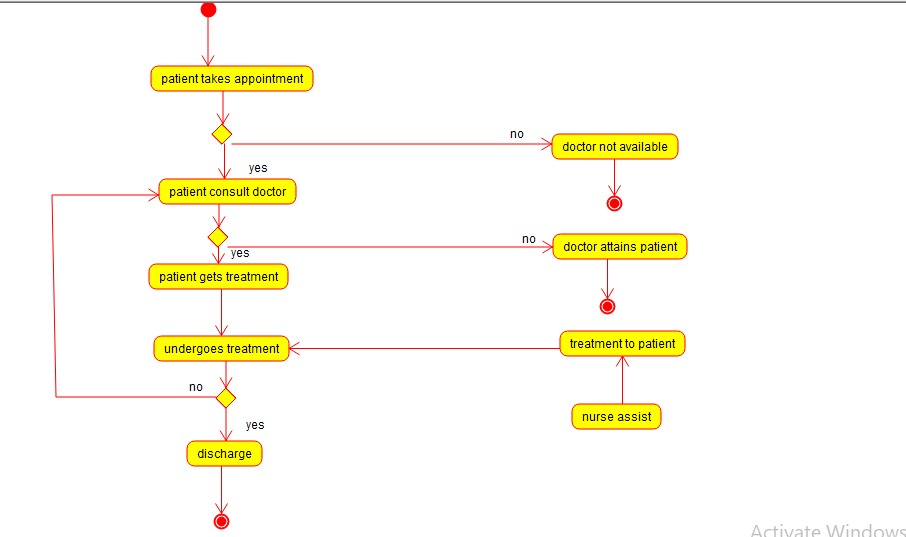 patient takes appointment
no
doctor not available
yes
patient consult doctor
no
doctor attains patient
yes
patient gets treatment
treatment to patient
undergoes treatment
no
nurse assist
yes
discharge
Activate Windows